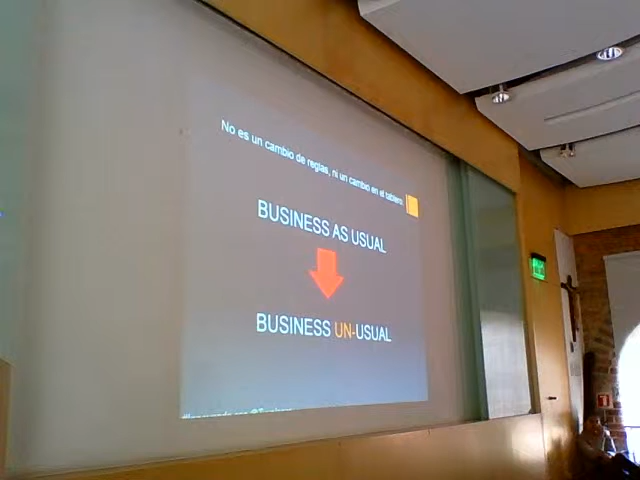 No es un cambio de reglas, ni un cambio en el tablero
BUSINESS AS USUAL
BUSINESS UN-USUAL